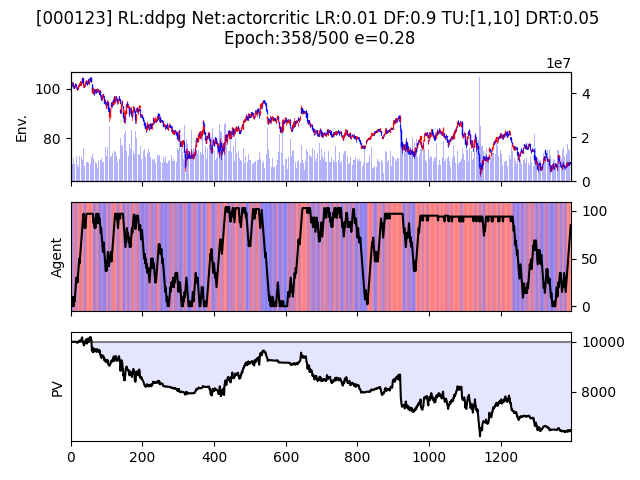 [000123] RL:ddpg Net:actorcritic LR:0.01 DF:0.9 TU:[1,10] DRT:0.05
Epoch:358/500 e=0.28
1e7
100
80
Env.
4
2
0
Agent
100
50
0
PV
10000
8000
0
200
400
600
800
1000
1200